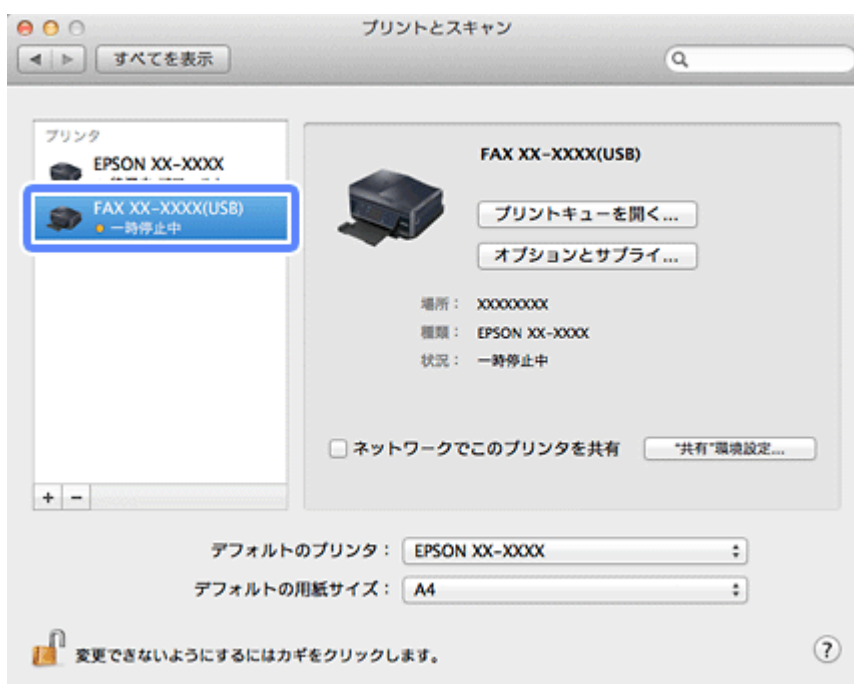 プリントとスキャン
すべてを表示
プリンタ
EPSON XX-XXXX
FAX XX-XXXX(USB)
一時停止中
FAX XX-XXXX(USB)
プリントキューを開く...
オプションとサプライ...
場所： XXXXXXXX
種類： EPSON XX-XXXX
状況： 一時停止中
ネットワークでこのプリンタを共有
"共有"環境設定...
+ −
デフォルトのプリンタ： EPSON XX-XXXX
デフォルトの用紙サイズ： A4
変更できないようにするにはカギをクリックします。
?